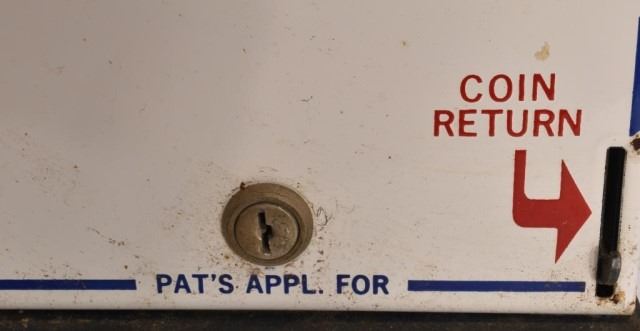 COIN
RETURN
PAT'S APPL. FOR